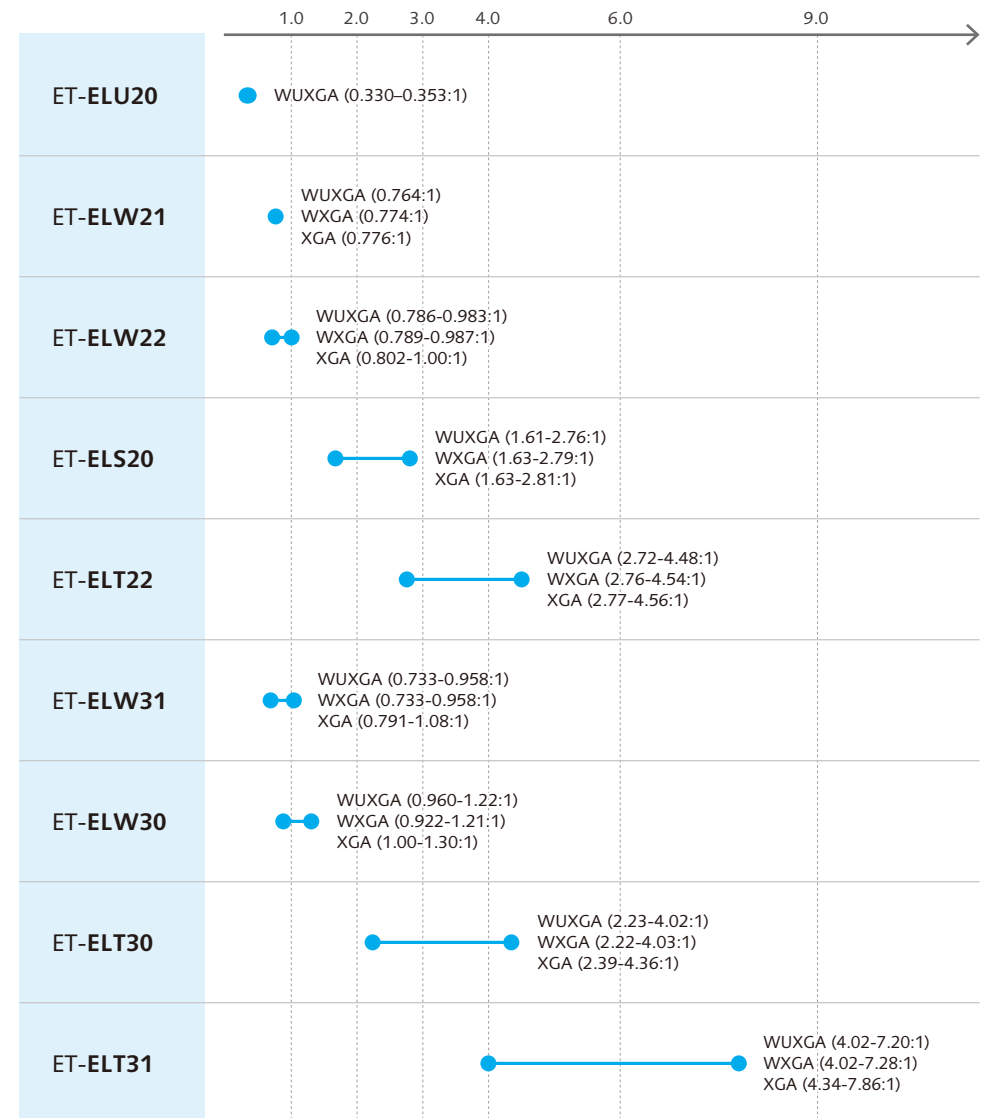 1.0 2.0 3.0 4.0 6.0 9.0
ET-ELU20
WUXGA (0.330–0.353:1)
ET-ELW21
WUXGA (0.764:1)
WXGA (0.774:1)
XGA (0.776:1)
ET-ELW22
WUXGA (0.786-0.983:1)
WXGA (0.789-0.987:1)
XGA (0.802-1.00:1)
ET-ELS20
WUXGA (1.61-2.76:1)
WXGA (1.63-2.79:1)
XGA (1.63-2.81:1)
ET-ELT22
WUXGA (2.72-4.48:1)
WXGA (2.76-4.54:1)
XGA (2.77-4.56:1)
ET-ELW31
WUXGA (0.733-0.958:1)
WXGA (0.733-0.958:1)
XGA (0.791-1.08:1)
ET-ELW30
WUXGA (0.960-1.22:1)
WXGA (0.922-1.21:1)
XGA (1.00-1.30:1)
ET-ELT30
WUXGA (2.23-4.02:1)
WXGA (2.22-4.03:1)
XGA (2.39-4.36:1)
ET-ELT31
WUXGA (4.02-7.20:1)
WXGA (4.02-7.28:1)
XGA (4.34-7.86:1)